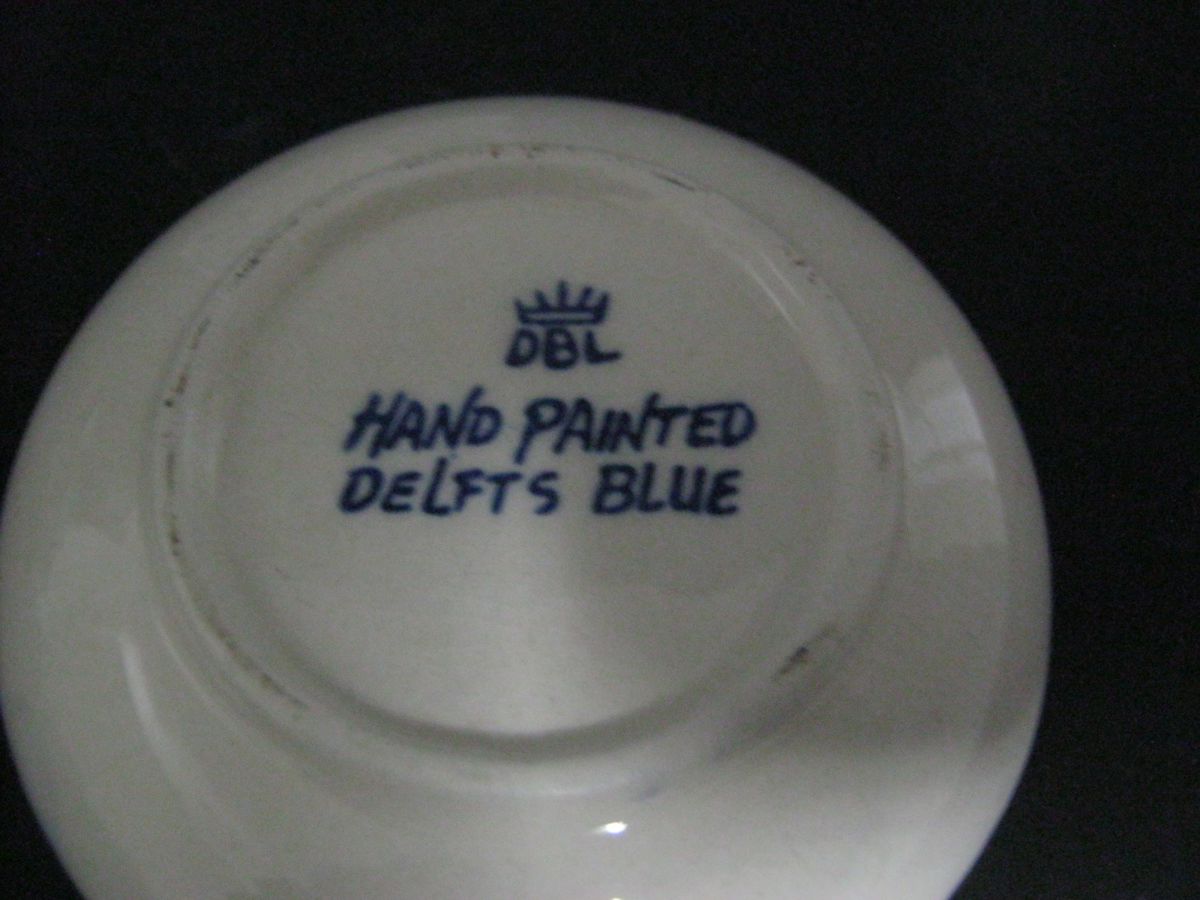 DBL
HAND PAINTED
DELFTS BLUE